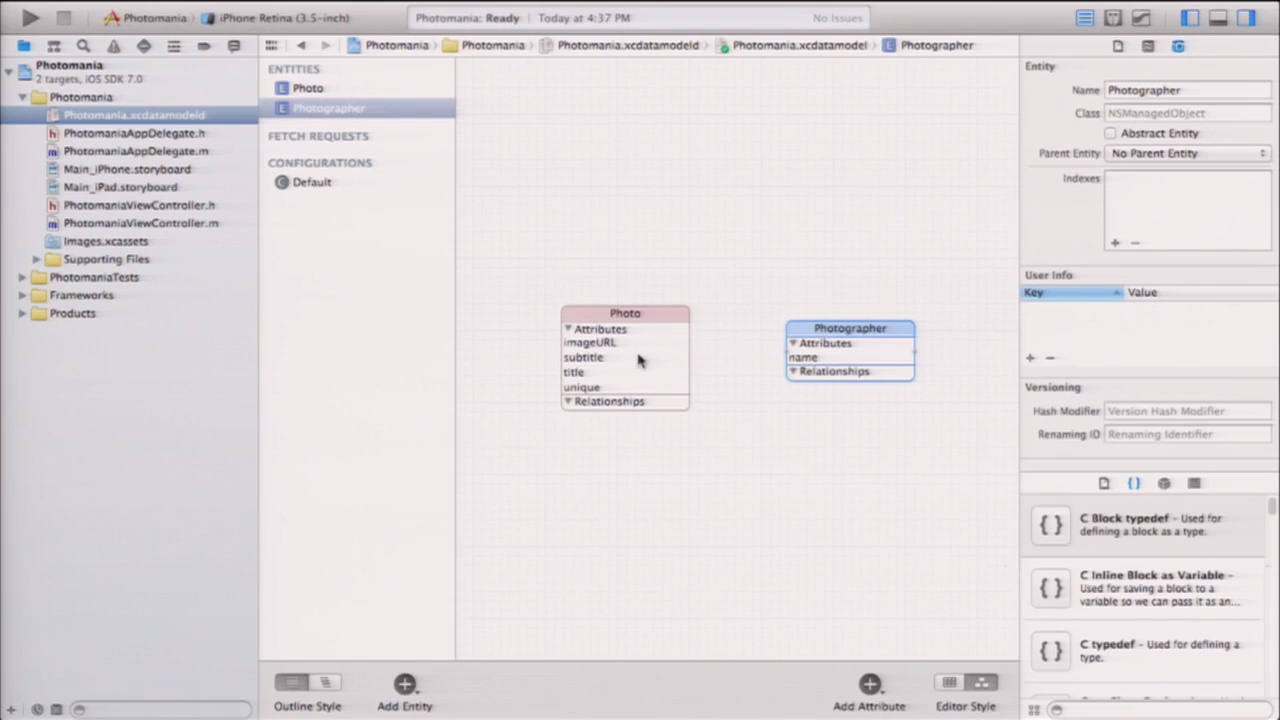 Photomania
iPhone Retina (3.5-inch)
Photomania: Ready
Today at 4:37 PM
No Issues
Photomania
Photomania
Photomania.xcdatamodeld
Photomania.xcdatamodel
Photographer
Photomania
2 targets, iOS SDK 7.0
Photomania
Photomania.xcdatamodeld
PhotomaniaAppDelegate.h
PhotomaniaAppDelegate.m
Main_iPhone.storyboard
Main_iPad.storyboard
PhotomaniaViewController.h
PhotomaniaViewController.m
Images.xcassets
Supporting Files
PhotomaniaTests
Frameworks
Products
ENTITIES
E Photo
E Photographer
FETCH REQUESTS
CONFIGURATIONS
C Default
Photo
Attributes
imageURL
subtitle
title
unique
Relationships
Photographer
Attributes
name
Relationships
Outline Style
Add Entity
Add Attribute
Editor Style
Entity
Name Photographer
Class NSManagedObject
Abstract Entity
Parent Entity No Parent Entity
Indexes
User Info
Key Value
Versioning
Hash Modifier Version Hash Modifier
Renaming ID Renaming Identifier
C Block typedef - Used for
defining a block as a type.
C Inline Block as Variable -
Used for saving a block to a
variable so we can pass it as an...
C typedef - Used for defining a
type.